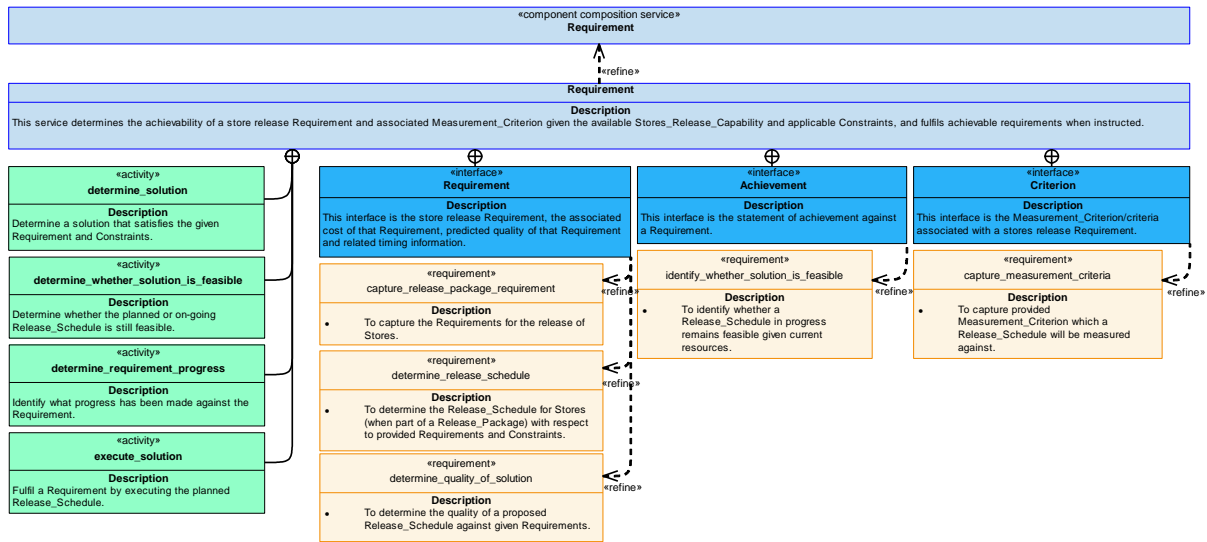 «component composition service»
Requirement
«refine»
Requirement
Description
This service determines the achievability of a store release Requirement and associated Measurement_Criterion given the available Stores_Release_Capability and applicable Constraints, and fulfils achievable requirements when instructed.
«activity»
determine_solution
Description
Determine a solution that satisfies the given
Requirement and Constraints.
«activity»
determine_whether_solution_is_feasible
Description
Determine whether the planned or on-going
Release_Schedule is still feasible.
«activity»
determine_requirement_progress
Description
Identify what progress has been made against the
Requirement.
«activity»
execute_solution
Description
Fulfil a Requirement by executing the planned
Release_Schedule.
«interface»
Requirement
Description
This interface is the store release Requirement, the associated
cost of that Requirement, predicted quality of that Requirement
and related timing information.
«requirement»
capture_release_package_requirement
Description
• To capture the Requirements for the release of
Stores.
«refine»
«requirement»
determine_release_schedule
Description
• To determine the Release_Schedule for Stores
(when part of a Release_Package) with respect
to provided Requirements and Constraints.
«refine»
«requirement»
determine_quality_of_solution
Description
• To determine the quality of a proposed
Release_Schedule against given Requirements.
«refine»
«interface»
Achievement
Description
This interface is the statement of achievement against
a Requirement.
«requirement»
identify_whether_solution_is_feasible
Description
• To identify whether a
Release_Schedule in progress
remains feasible given current
resources.
«refine»
«interface»
Criterion
Description
This interface is the Measurement_Criterion/criteria
associated with a stores release Requirement.
«requirement»
capture_measurement_criteria
Description
• To capture provided
Measurement_Criterion which a
Release_Schedule will be measured
against.
«refine»